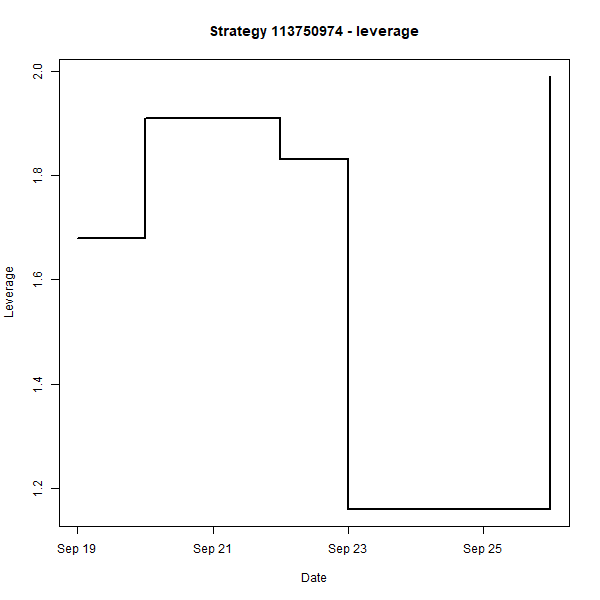 Strategy 113750974 - leverage
2.0
1.8
1.6
1.4
1.2
Leverage
Sep 19 Sep 21 Sep 23 Sep 25
Date